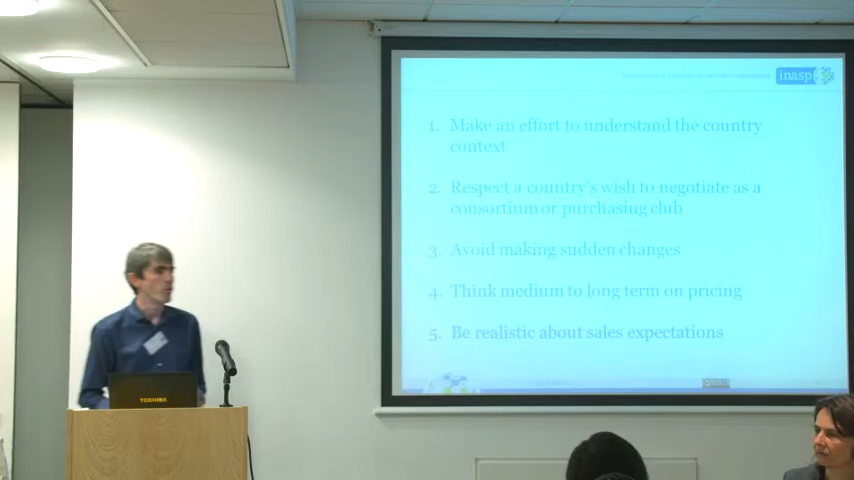 inasp
1. Make an effort to understand the country
context
2. Respect a country's wish to negotiate as a
consortium or purchasing club
3. Avoid making sudden changes
4. Think medium to long term on pricing
5. Be realistic about sales expectations
TOSHIBA